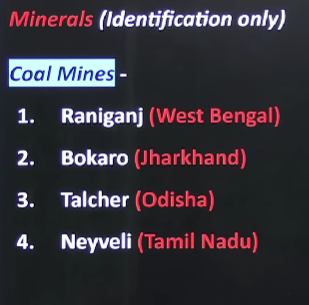 Minerals (Identification only)
Coal Mines -
1. Raniganj (West Bengal)
2. Bokaro (Jharkhand)
3. Talcher (Odisha)
4. Neyveli (Tamil Nadu)